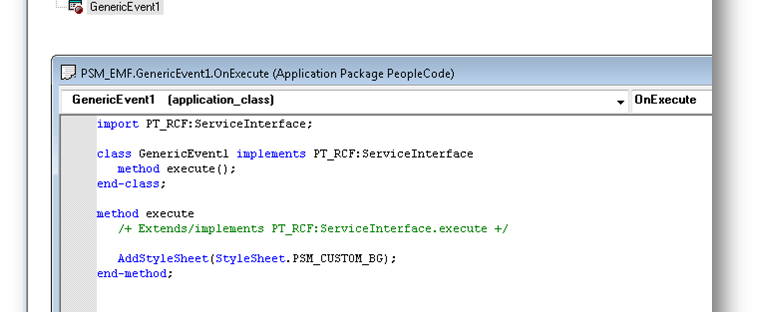 GenericEvent1
PSM_EMF.GenericEvent1.OnExecute (Application Package PeopleCode)
GenericEvent1 (application_class) OnExecute
import PT_RCF:ServiceInterface;
class GenericEvent1 implements PT_RCF:ServiceInterface
method execute();
end-class;
method execute
/+ Extends/implements PT_RCF:ServiceInterface.execute +/
AddStyleSheet(StyleSheet.PSM_CUSTOM_BG);
end-method;